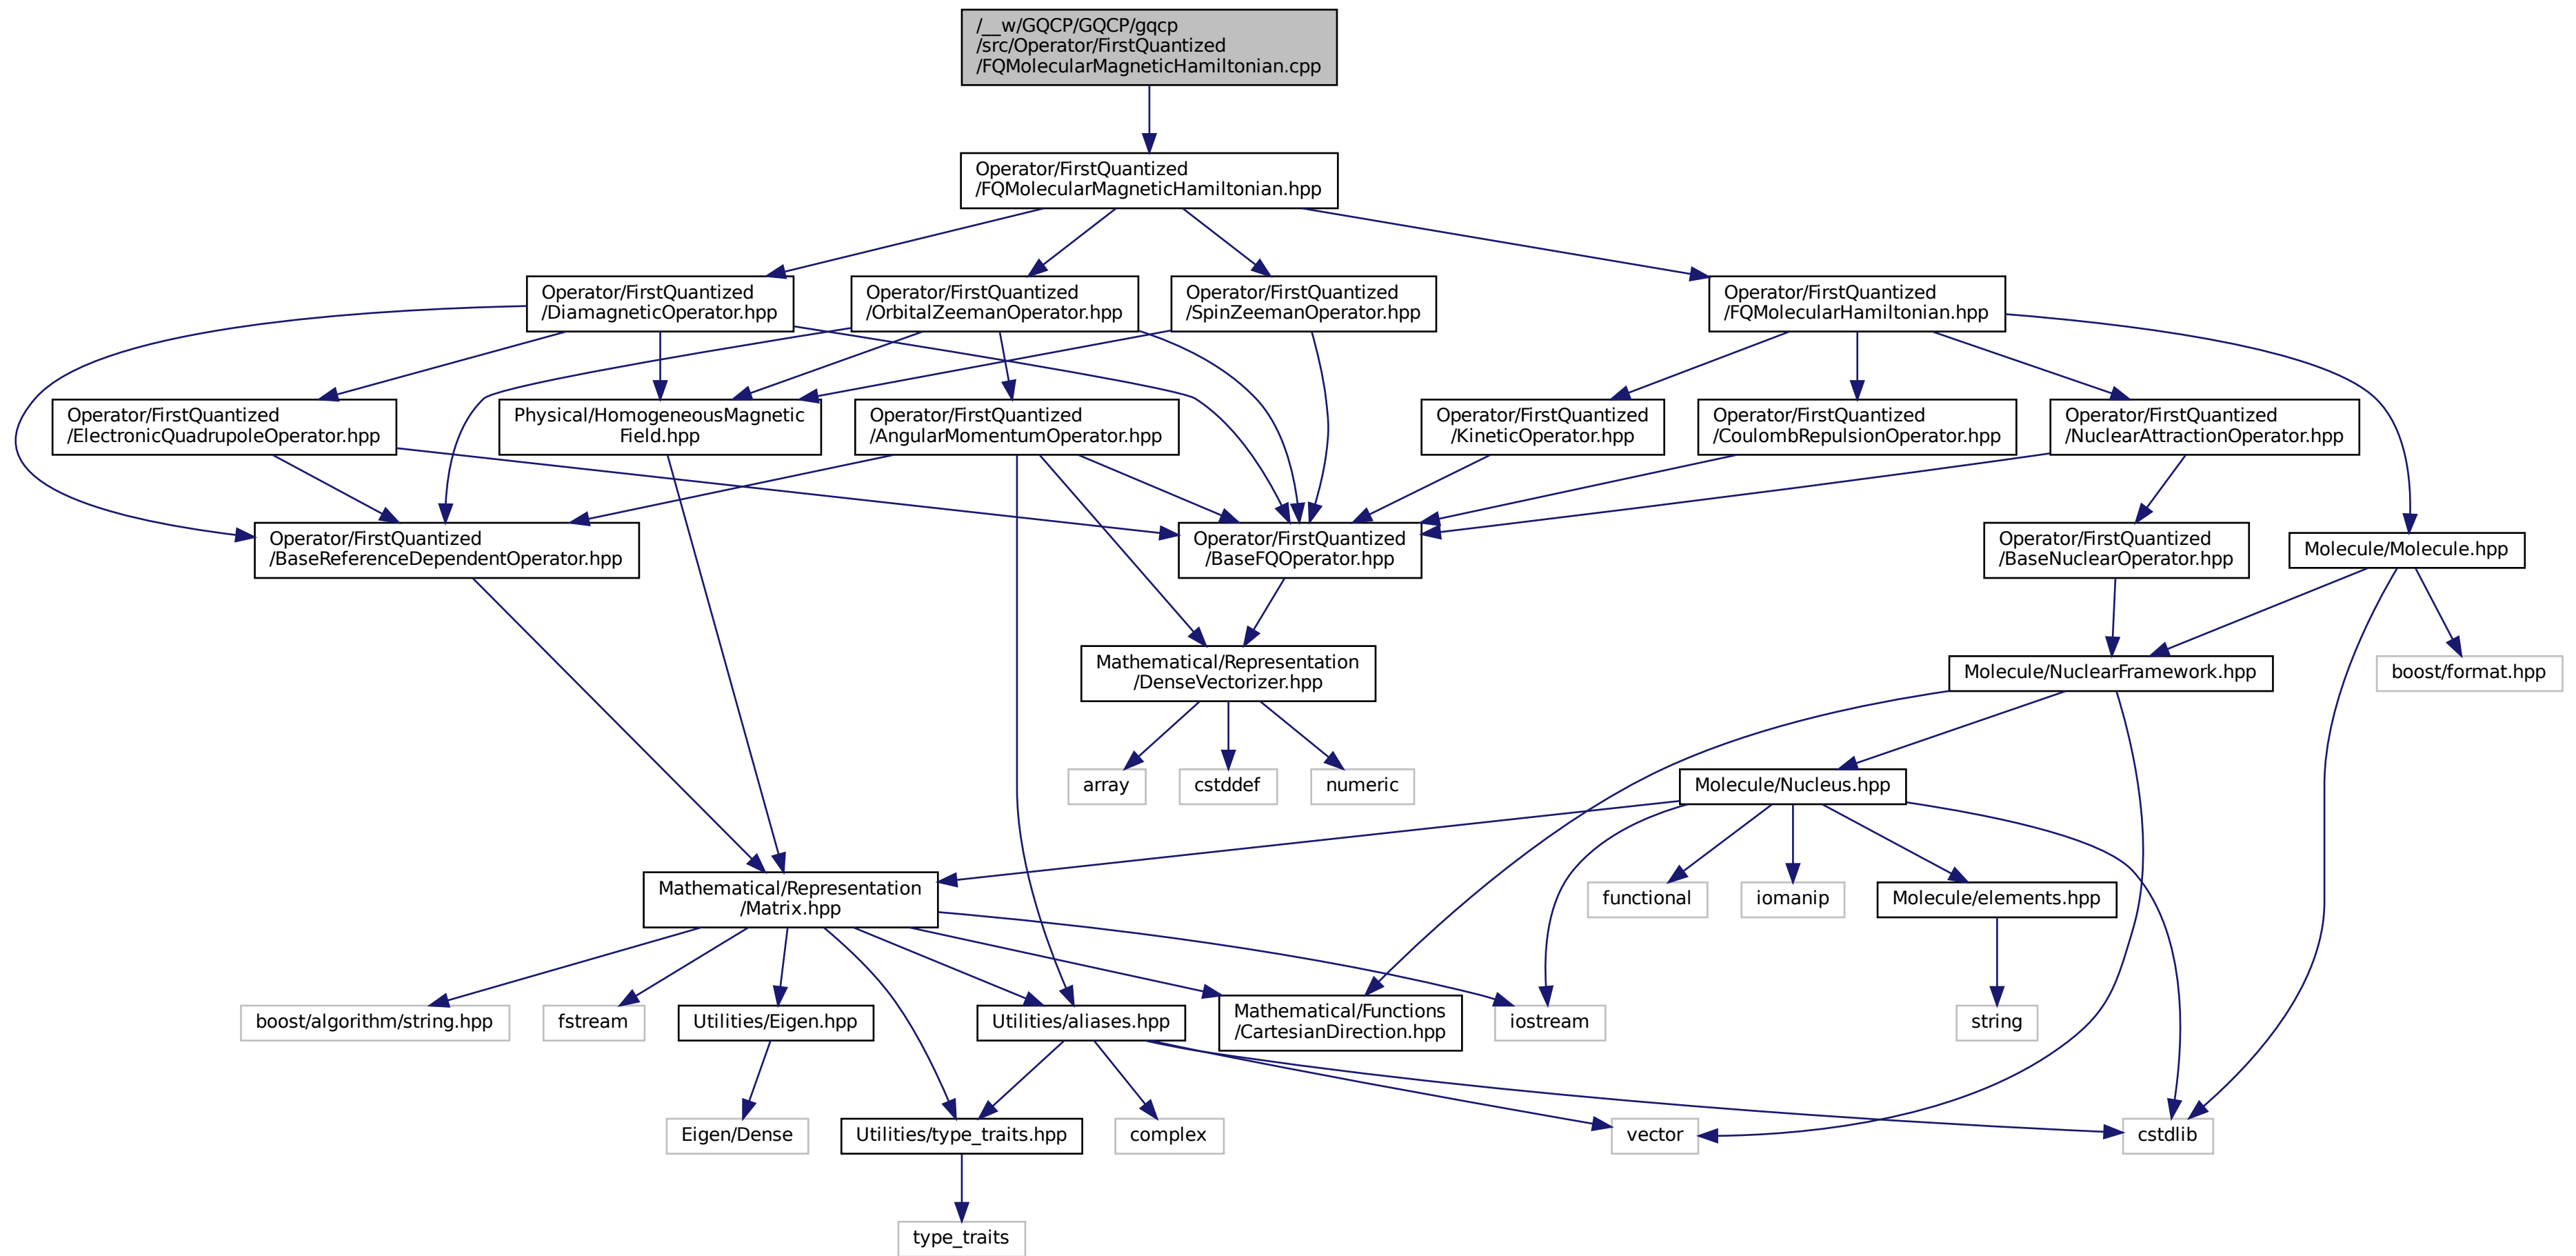 /__w/GQCP/GQCP/gqcp
/src/Operator/FirstQuantized
/FQMolecularMagneticHamiltonian.cpp
Operator/FirstQuantized
/FQMolecularMagneticHamiltonian.hpp
Operator/FirstQuantized
/DiamagneticOperator.hpp
Operator/FirstQuantized
/OrbitalZeemanOperator.hpp
Operator/FirstQuantized
/SpinZeemanOperator.hpp
Operator/FirstQuantized
/FQMolecularHamiltonian.hpp
Operator/FirstQuantized
/ElectronicQuadrupoleOperator.hpp
Physical/HomogeneousMagnetic
Field.hpp
Operator/FirstQuantized
/AngularMomentumOperator.hpp
Operator/FirstQuantized
/KineticOperator.hpp
Operator/FirstQuantized
/CoulombRepulsionOperator.hpp
Operator/FirstQuantized
/NuclearAttractionOperator.hpp
Operator/FirstQuantized
/BaseReferenceDependentOperator.hpp
Operator/FirstQuantized
/BaseFQOperator.hpp
Operator/FirstQuantized
/BaseNuclearOperator.hpp
Molecule/Molecule.hpp
Mathematical/Representation
/DenseVectorizer.hpp
Molecule/NuclearFramework.hpp
boost/format.hpp
array
cstddef
numeric
Molecule/Nucleus.hpp
Mathematical/Representation
/Matrix.hpp
functional
iomanip
Molecule/elements.hpp
boost/algorithm/string.hpp
fstream
Utilities/Eigen.hpp
Utilities/aliases.hpp
Mathematical/Functions
/CartesianDirection.hpp
iostream
string
Eigen/Dense
Utilities/type_traits.hpp
complex
vector
cstdlib
type_traits